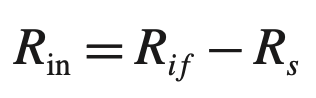 R_in = R_if − R_s